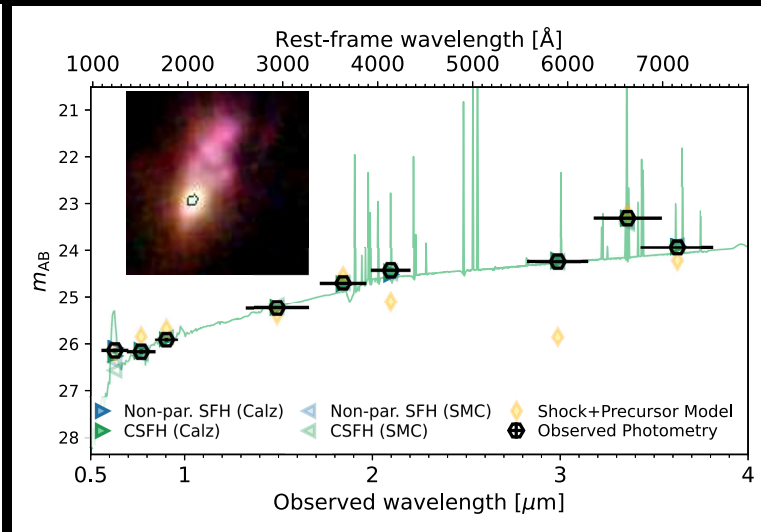 Rest-frame wavelength [Å]
1000 2000 3000 4000 5000 6000 7000
21
22
23
24
25
26
27
28
m_AB
Non-par. SFH (Calz) Non-par. SFH (SMC) Shock+Precursor Model
CSFH (Calz) CSFH (SMC) Observed Photometry
0.5 1 2 3 4
Observed wavelength [μm]